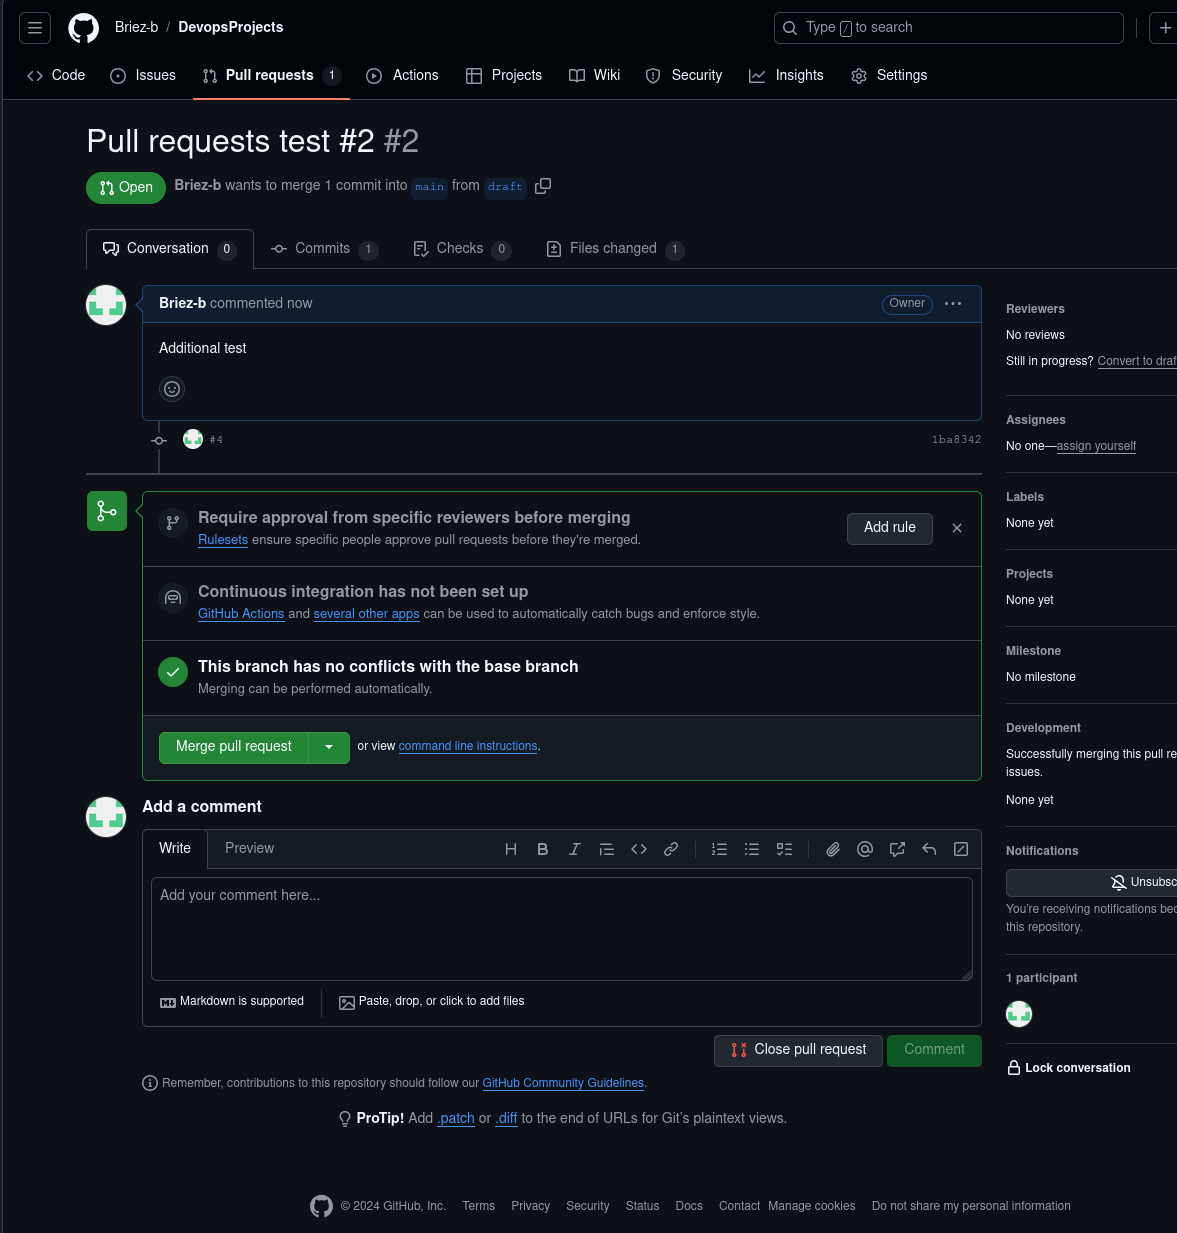 Briez-b / DevopsProjects
Type / to search
Code Issues Pull requests 1 Actions Projects Wiki Security Insights Settings
Pull requests test #2 #2
Open Briez-b wants to merge 1 commit into main from draft
Conversation 0 Commits 1 Checks 0 Files changed 1
Briez-b commented now Owner
Additional test
#4 1ba8342
Require approval from specific reviewers before merging
Rulesets ensure specific people approve pull requests before they're merged.
Add rule
Continuous integration has not been set up
GitHub Actions and several other apps can be used to automatically catch bugs and enforce style.
This branch has no conflicts with the base branch
Merging can be performed automatically.
Merge pull request or view command line instructions.
Add a comment
Write Preview
Add your comment here...
Markdown is supported Paste, drop, or click to add files
Close pull request Comment
Remember, contributions to this repository should follow our GitHub Community Guidelines.
ProTip! Add .patch or .diff to the end of URLs for Git's plaintext views.
Reviewers
No reviews
Still in progress? Convert to draf
Assignees
No one—assign yourself
Labels
None yet
Projects
None yet
Milestone
No milestone
Development
Successfully merging this pull re
issues.
None yet
Notifications
Unsubsc
You're receiving notifications bec
this repository.
1 participant
Lock conversation
© 2024 GitHub, Inc. Terms Privacy Security Status Docs Contact Manage cookies Do not share my personal information